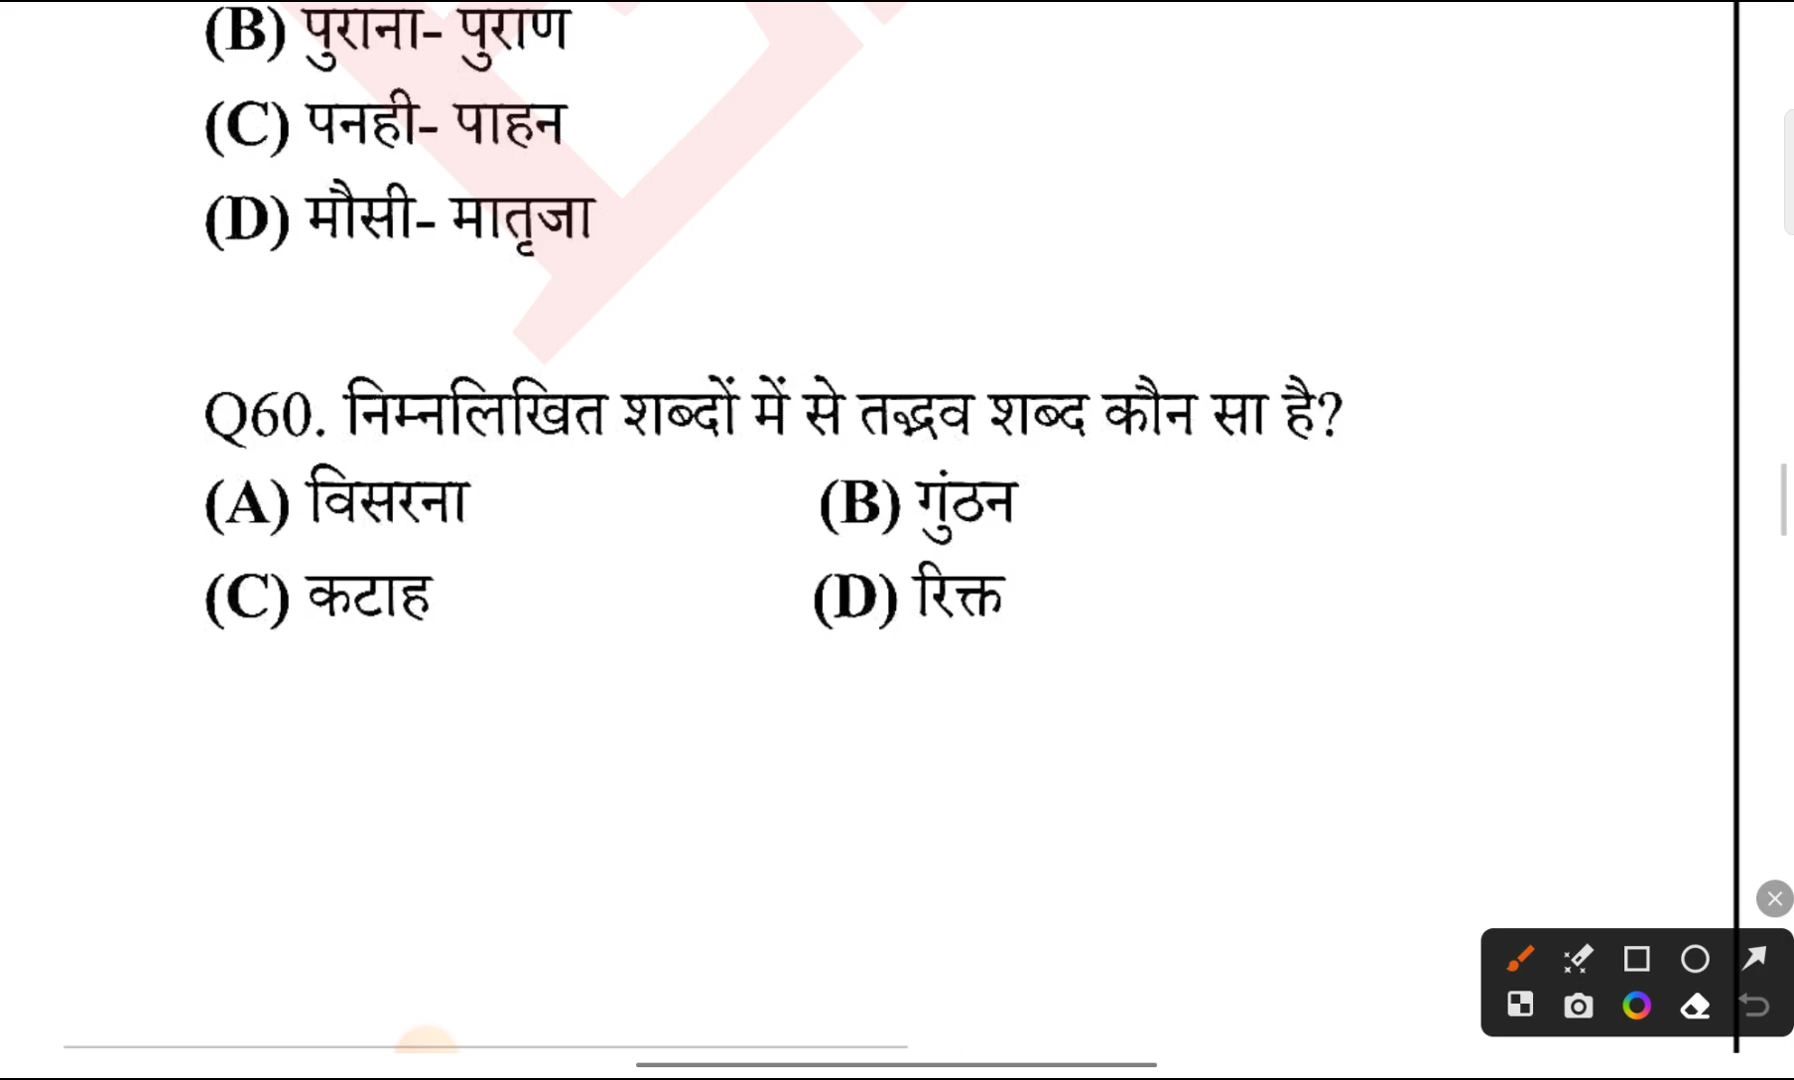 (B) पुराना- पुराण
(C) पनही- पाहन
(D) मौसी- मातृजा
Q60. निम्नलिखित शब्दों में से तद्भव शब्द कौन सा है?
(A) विसरना (B) गुंठन
(C) कटाह (D) रिक्त